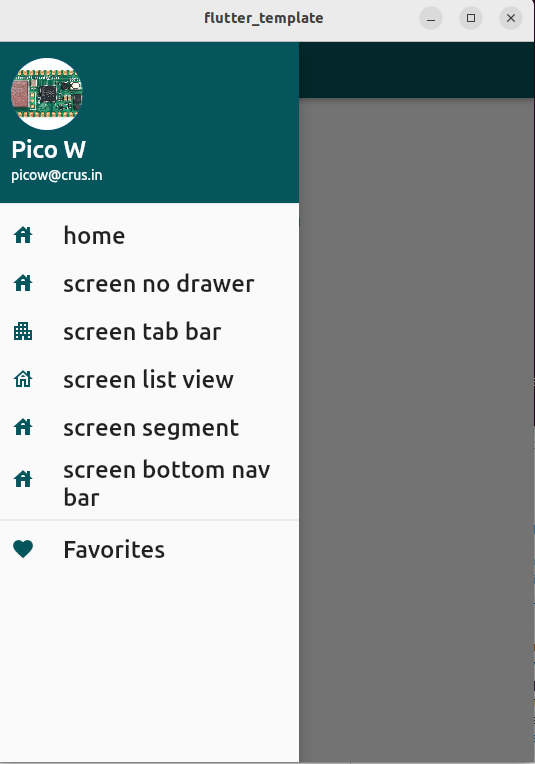 flutter_template
Pico W
picow@crus.in
home
screen no drawer
screen tab bar
screen list view
screen segment
screen bottom nav
bar
Favorites